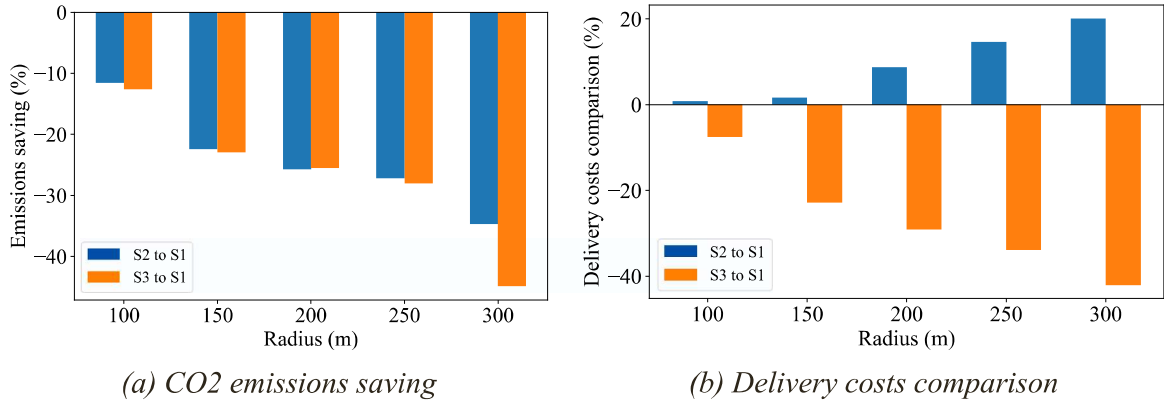 0
−10
−20
−30
−40
Emissions saving (%)
S2 to S1
S3 to S1
100 150 200 250 300
Radius (m)
(a) CO2 emissions saving
20
0
−20
−40
Delivery costs comparison (%)
S2 to S1
S3 to S1
100 150 200 250 300
Radius (m)
(b) Delivery costs comparison